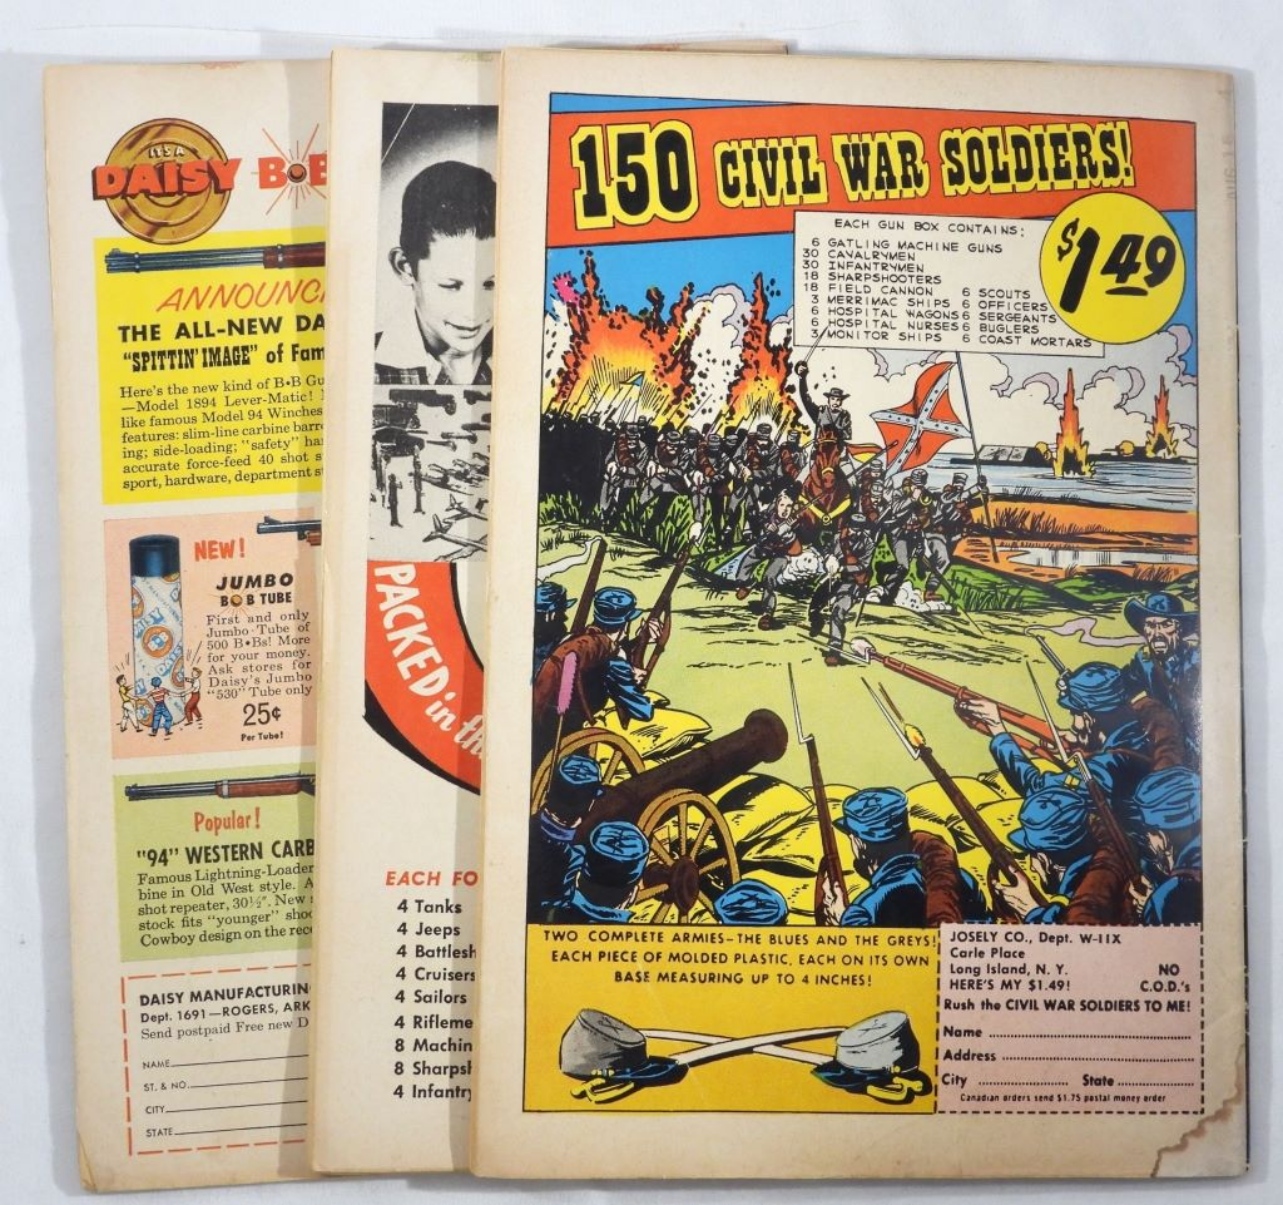 IT'S A
DAISY B•B
ANNOUNC
THE ALL-NEW DA
"SPITTIN' IMAGE" of Fam
Here's the new kind of B•B Gu
—Model 1894 Lever-Matic!
like famous Model 94 Winches
features: slim-line carbine barre
ing; side-loading; "safety" ha
accurate force-feed 40 shot s
sport, hardware, department s
NEW!
JUMBO
B•B TUBE
First and only
Jumbo-Tube of
500 B•Bs! More
for your money.
Ask stores for
Daisy's Jumbo
"530" Tube only
25¢
Per Tube!
Popular!
"94" WESTERN CARB
Famous Lightning-Loader
bine in Old West style. A
shot repeater, 30½". New
stock fits "younger" shoo
Cowboy design on the rece
DAISY MANUFACTURIN
Dept. 1691—ROGERS, ARK
Send postpaid Free new D
NAME
ST. & NO.
CITY
STATE
PACKED in th
EACH FO
4 Tanks
4 Jeeps
4 Battlesh
4 Cruisers
4 Sailors
4 Rifleme
8 Machin
8 Sharpsh
4 Infantry
150 CIVIL WAR SOLDIERS!
$1.49
EACH GUN BOX CONTAINS:
6 GATLING MACHINE GUNS
30 CAVALRYMEN
30 INFANTRYMEN
18 SHARPSHOOTERS
18 FIELD CANNON 6 SCOUTS
3 MERRIMAC SHIPS 6 OFFICERS
6 HOSPITAL WAGONS 6 SERGEANTS
6 HOSPITAL NURSES 6 BUGLERS
3 MONITOR SHIPS 6 COAST MORTARS
TWO COMPLETE ARMIES-THE BLUES AND THE GREYS!
EACH PIECE OF MOLDED PLASTIC, EACH ON ITS OWN
BASE MEASURING UP TO 4 INCHES!
JOSELY CO., Dept. W-11X
Carle Place
Long Island, N. Y.
HERE'S MY $1.49!
NO
C.O.D.'s
Rush the CIVIL WAR SOLDIERS TO ME!
Name
Address
City State
Canadian orders send $1.75 postal money order